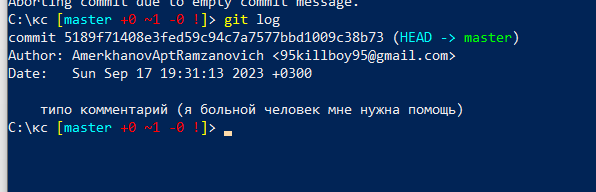 Aborting commit due to empty commit message.
C:\кс [master +0 ~1 -0 !]> git log
commit 5189f71408e3fed59c94c7a7577bbd1009c38b73 (HEAD -> master)
Author: AmerkhanovAptRamzanovich <95killboy95@gmail.com>
Date:   Sun Sep 17 19:31:13 2023 +0300
    типо комментарий (я больной человек мне нужна помощь)
C:\кс [master +0 ~1 -0 !]>